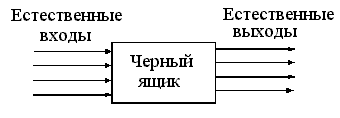 Естественные
входы
Черный
ящик
Естественные
выходы